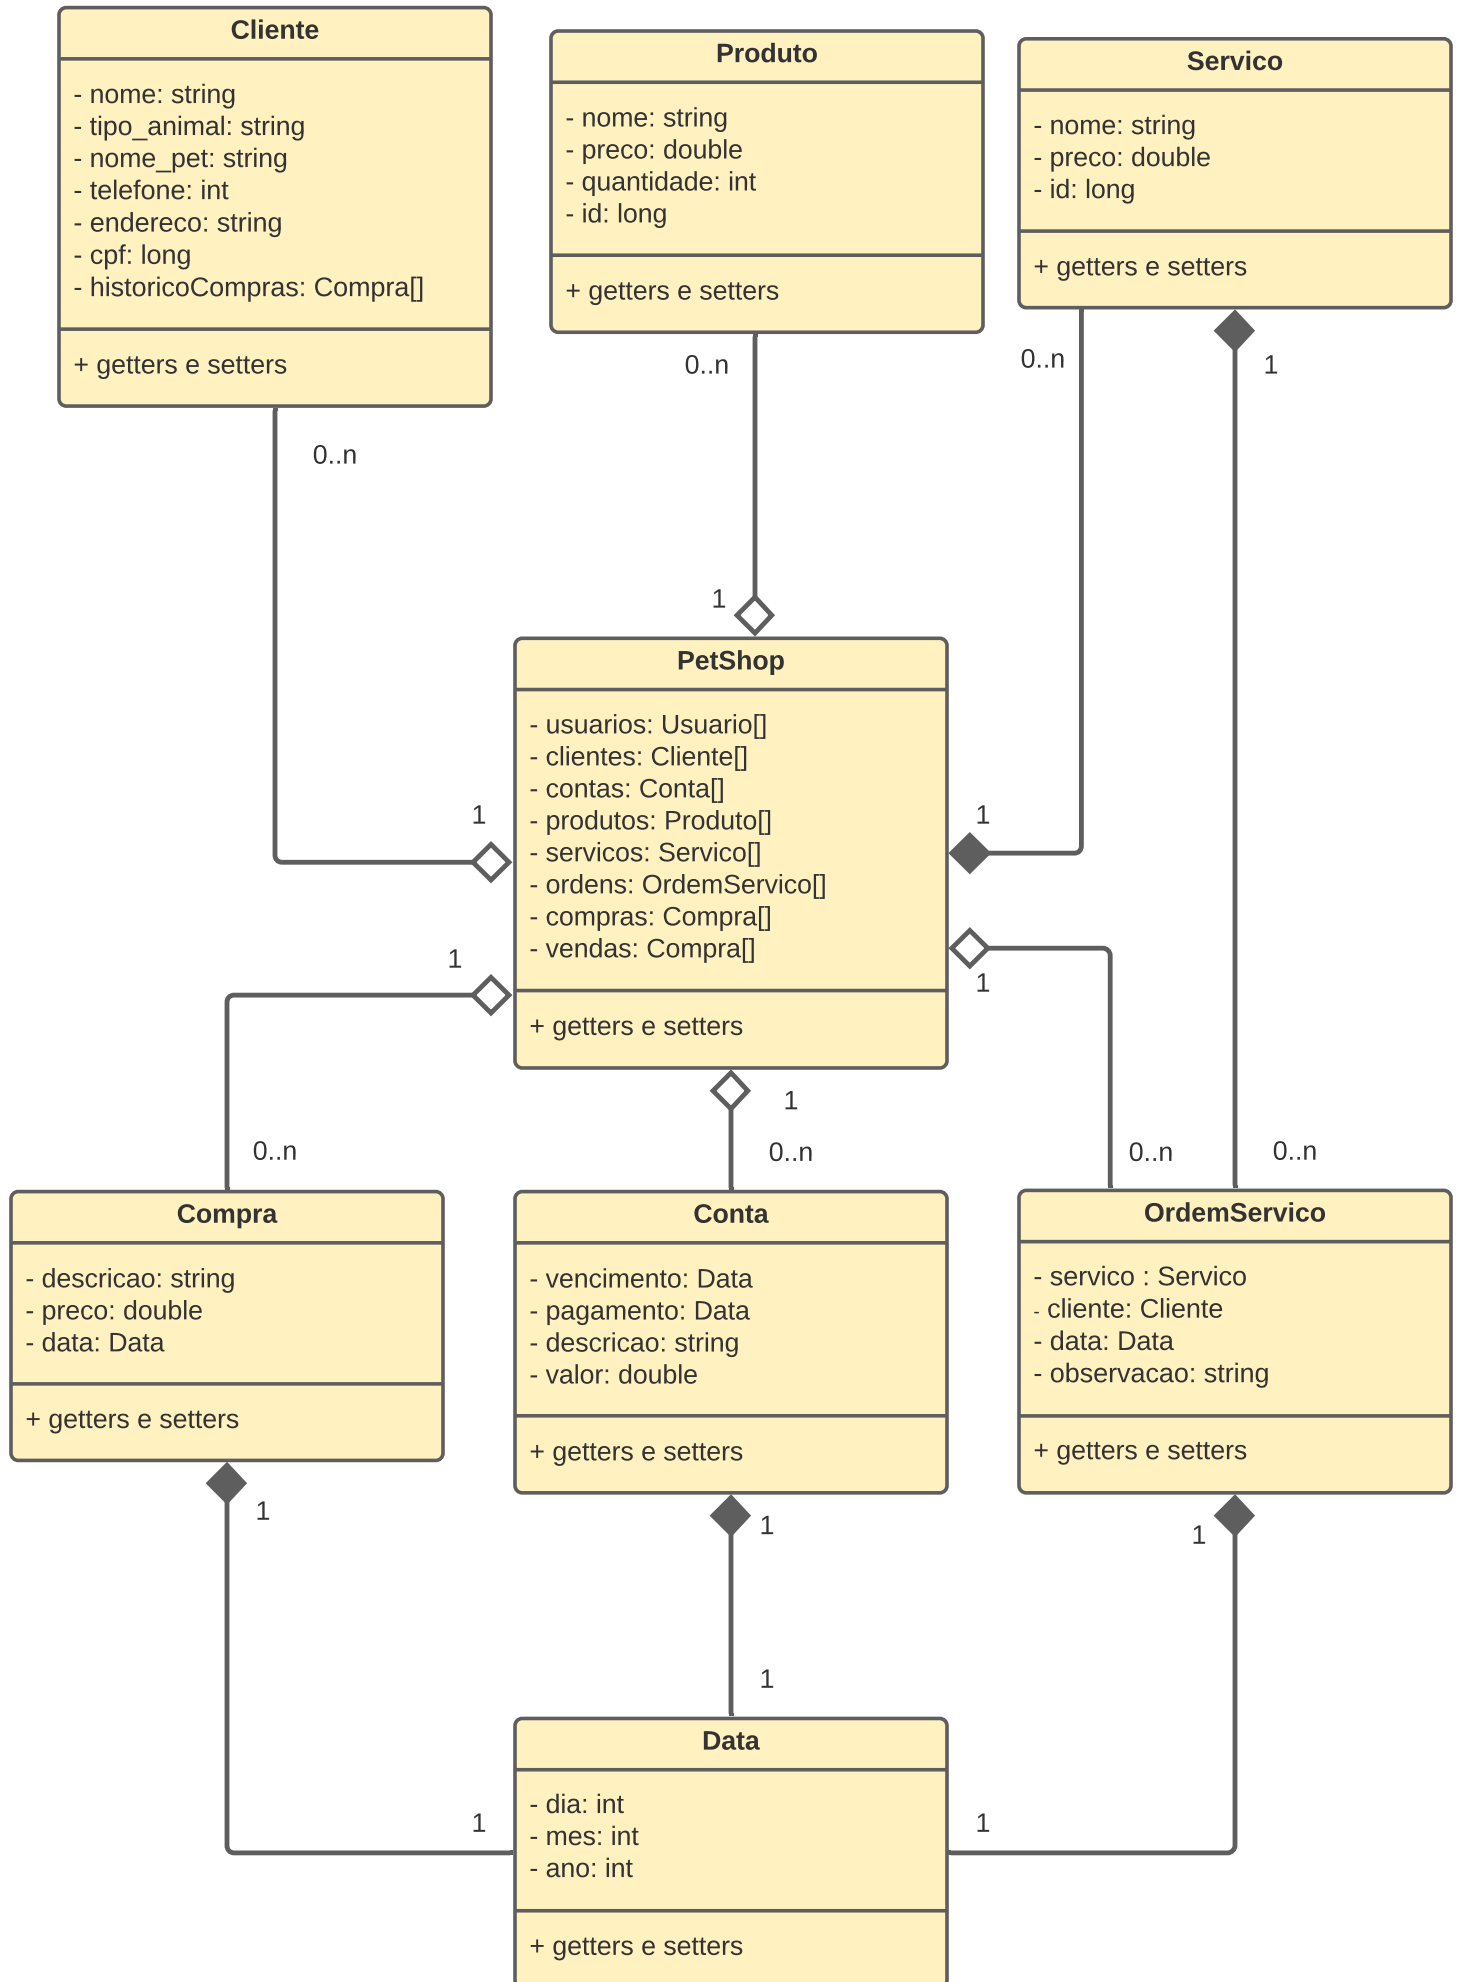 Cliente
- nome: string
- tipo_animal: string
- nome_pet: string
- telefone: int
- endereco: string
- cpf: long
- historicoCompras: Compra[]
+ getters e setters
0..n
Produto
- nome: string
- preco: double
- quantidade: int
- id: long
+ getters e setters
0..n
Servico
- nome: string
- preco: double
- id: long
+ getters e setters
0..n
1
1
PetShop
- usuarios: Usuario[]
- clientes: Cliente[]
- contas: Conta[]
- produtos: Produto[]
- servicos: Servico[]
- ordens: OrdemServico[]
- compras: Compra[]
- vendas: Compra[]
+ getters e setters
1
1
1
1
1
0..n
0..n
0..n
0..n
Compra
- descricao: string
- preco: double
- data: Data
+ getters e setters
1
Conta
- vencimento: Data
- pagamento: Data
- descricao: string
- valor: double
+ getters e setters
1
OrdemServico
- servico : Servico
- cliente: Cliente
- data: Data
- observacao: string
+ getters e setters
1
1
1
1
Data
- dia: int
- mes: int
- ano: int
+ getters e setters